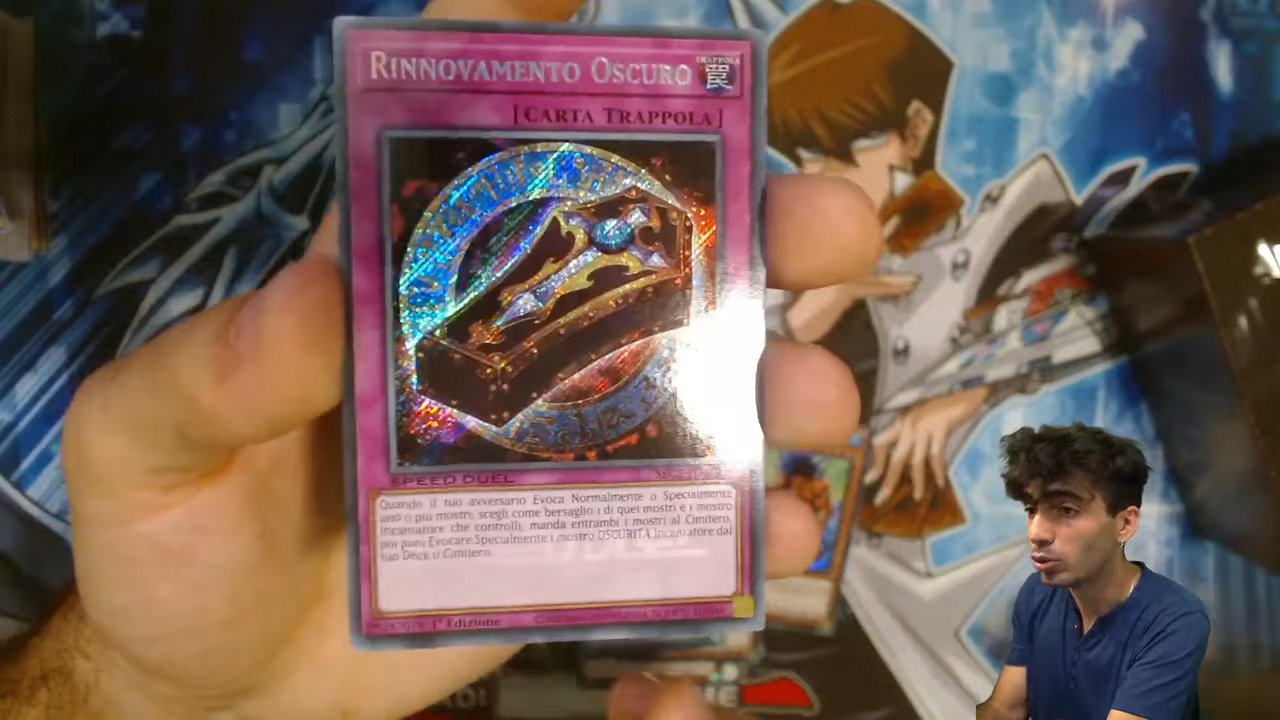 RINNOVAMENTO OSCURO
TRAPPOLA
罠
[CARTA TRAPPOLA]
SPEED DUEL
Quando il tuo avversario Evoca Normalmente o Specialmente
uno o più mostri: scegli come bersaglio 1 di quei mostri e 1 mostro
Incantatore che controlli; manda entrambi i mostri al Cimitero,
poi puoi Evocare Specialmente 1 mostro OSCURITÀ Incantatore dal
tuo Deck o Cimitero.
1ª Edizione